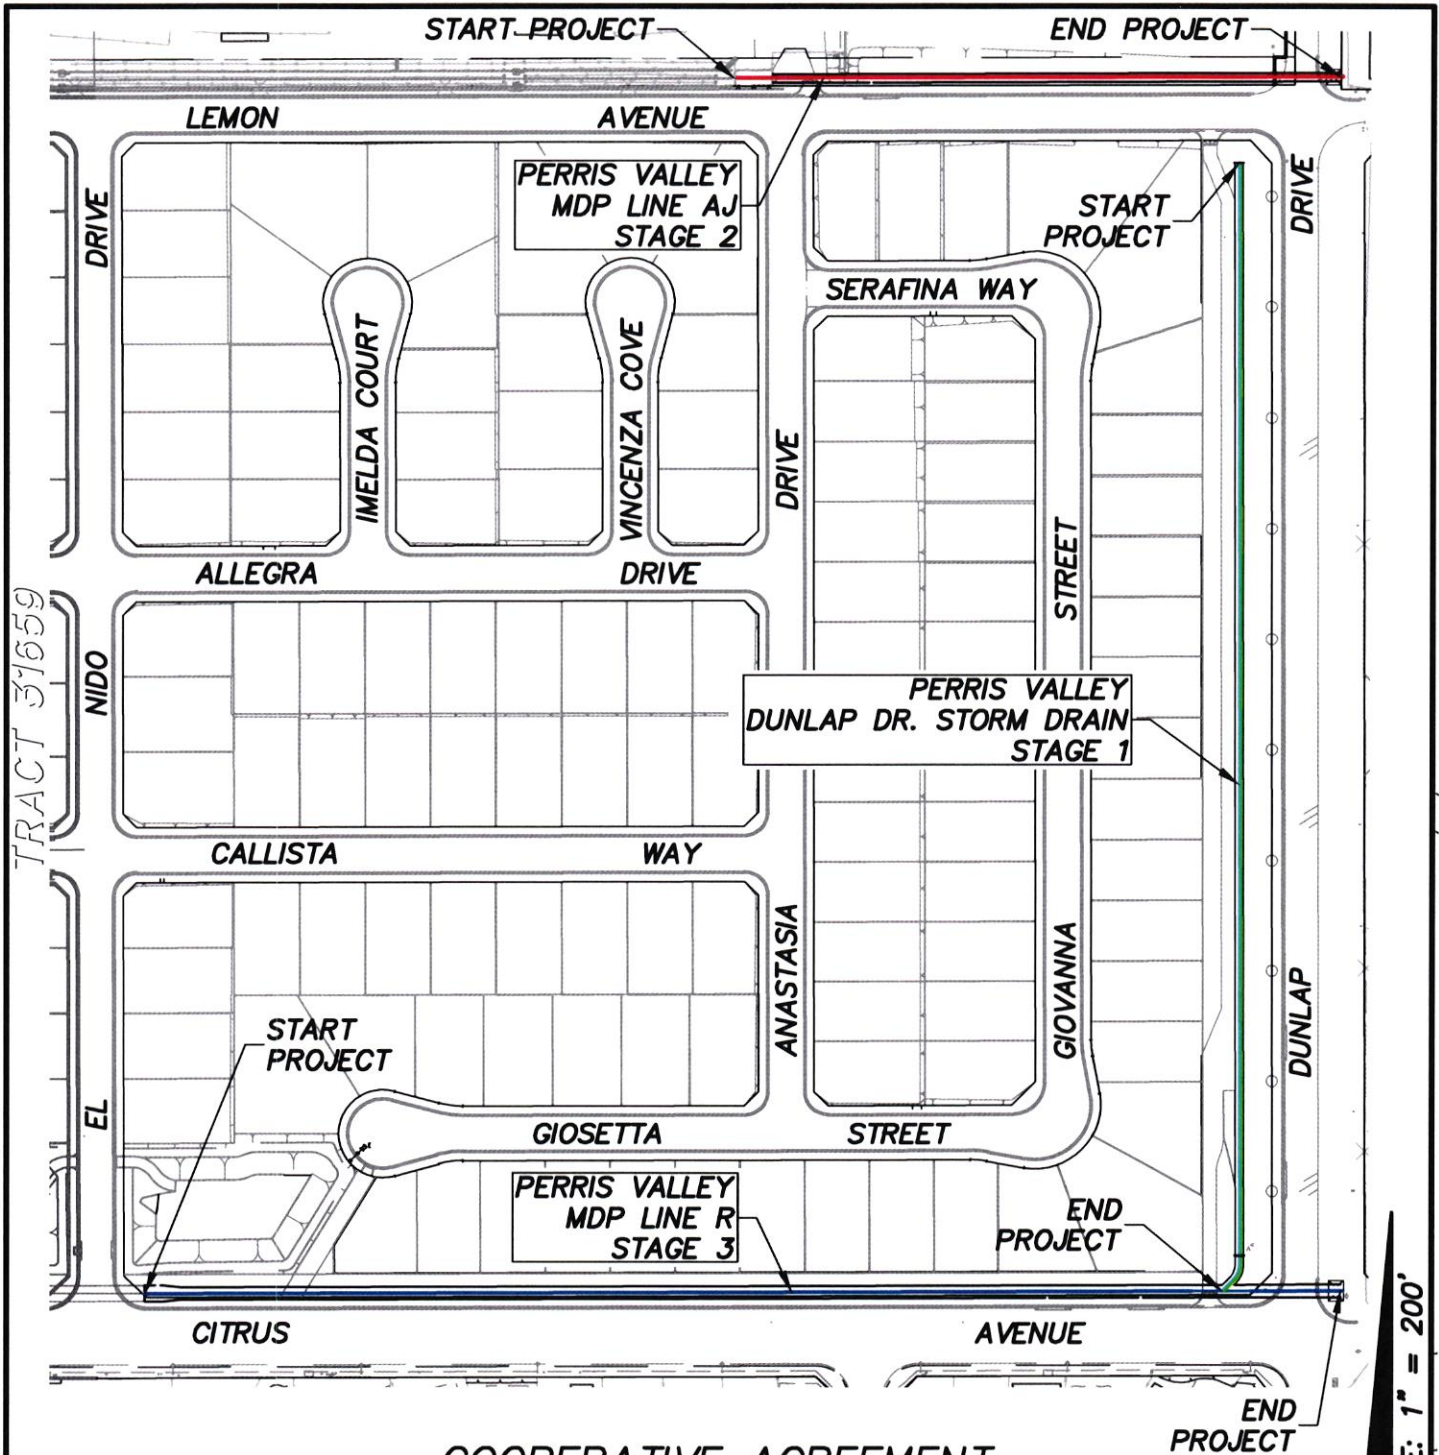 START PROJECT
END PROJECT
LEMON AVENUE
PERRIS VALLEY
MDP LINE AJ
STAGE 2
DRIVE
START
PROJECT
DRIVE
SERAFINA WAY
IMELDA COURT
VINCENZA COVE
DRIVE
STREET
ALLEGRA DRIVE
TRACT 31659
NIDO
PERRIS VALLEY
DUNLAP DR. STORM DRAIN
STAGE 1
CALLISTA WAY
ANASTASIA
GIOVANNA
DUNLAP
START
PROJECT
EL
GIOSETTA STREET
PERRIS VALLEY
MDP LINE R
STAGE 3
END
PROJECT
CITRUS AVENUE
END
PROJECT
1" = 200'
COOPERATIVE AGREEMENT